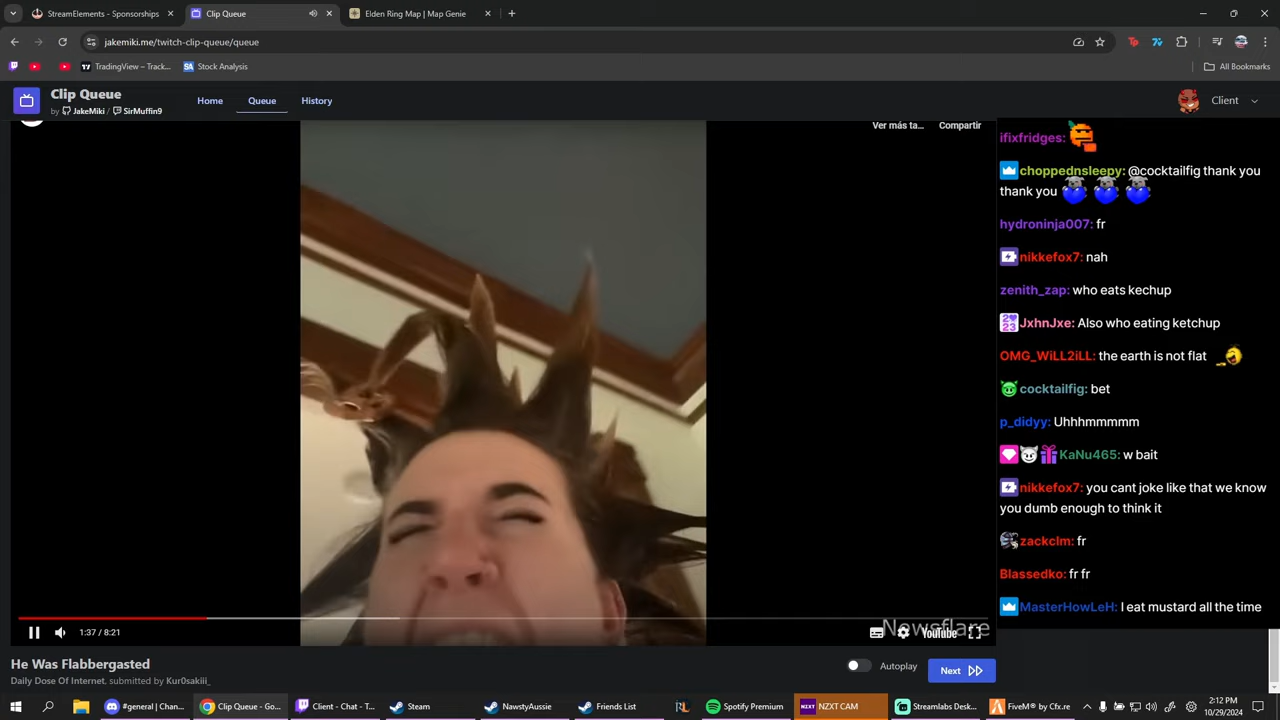 StreamElements - Sponsorships
Clip Queue
Elden Ring Map | Map Genie
jakemiki.me/twitch-clip-queue/queue
TradingView – Track...
SA Stock Analysis
All Bookmarks
Clip Queue
by JakeMiki / SirMuffin9
Home
Queue
History
Client
Ver más ta...
Compartir
ifixfridges:
choppednsleepy: @cocktailfig thank you
thank you
hydroninja007: fr
nikkefox7: nah
zenith_zap: who eats kechup
JxhnJxe: Also who eating ketchup
OMG_WiLL2iLL: the earth is not flat
cocktailfig: bet
p_didyy: Uhhhmmmmm
KaNu465: w bait
nikkefox7: you cant joke like that we know
you dumb enough to think it
zackclm: fr
Blassedko: fr fr
MasterHowLeH: I eat mustard all the time
1:37 / 8:21
Newsflare
YouTube
He Was Flabbergasted
Daily Dose Of Internet, submitted by Kur0sakiii_
Autoplay
Next
#general | Chan...
Clip Queue - Go...
Client - Chat - T...
Steam
NawstyAussie
Friends List
Spotify Premium
NZXT NZXT CAM
Streamlabs Desk...
FiveM® by Cfx.re
2:12 PM
10/29/2024